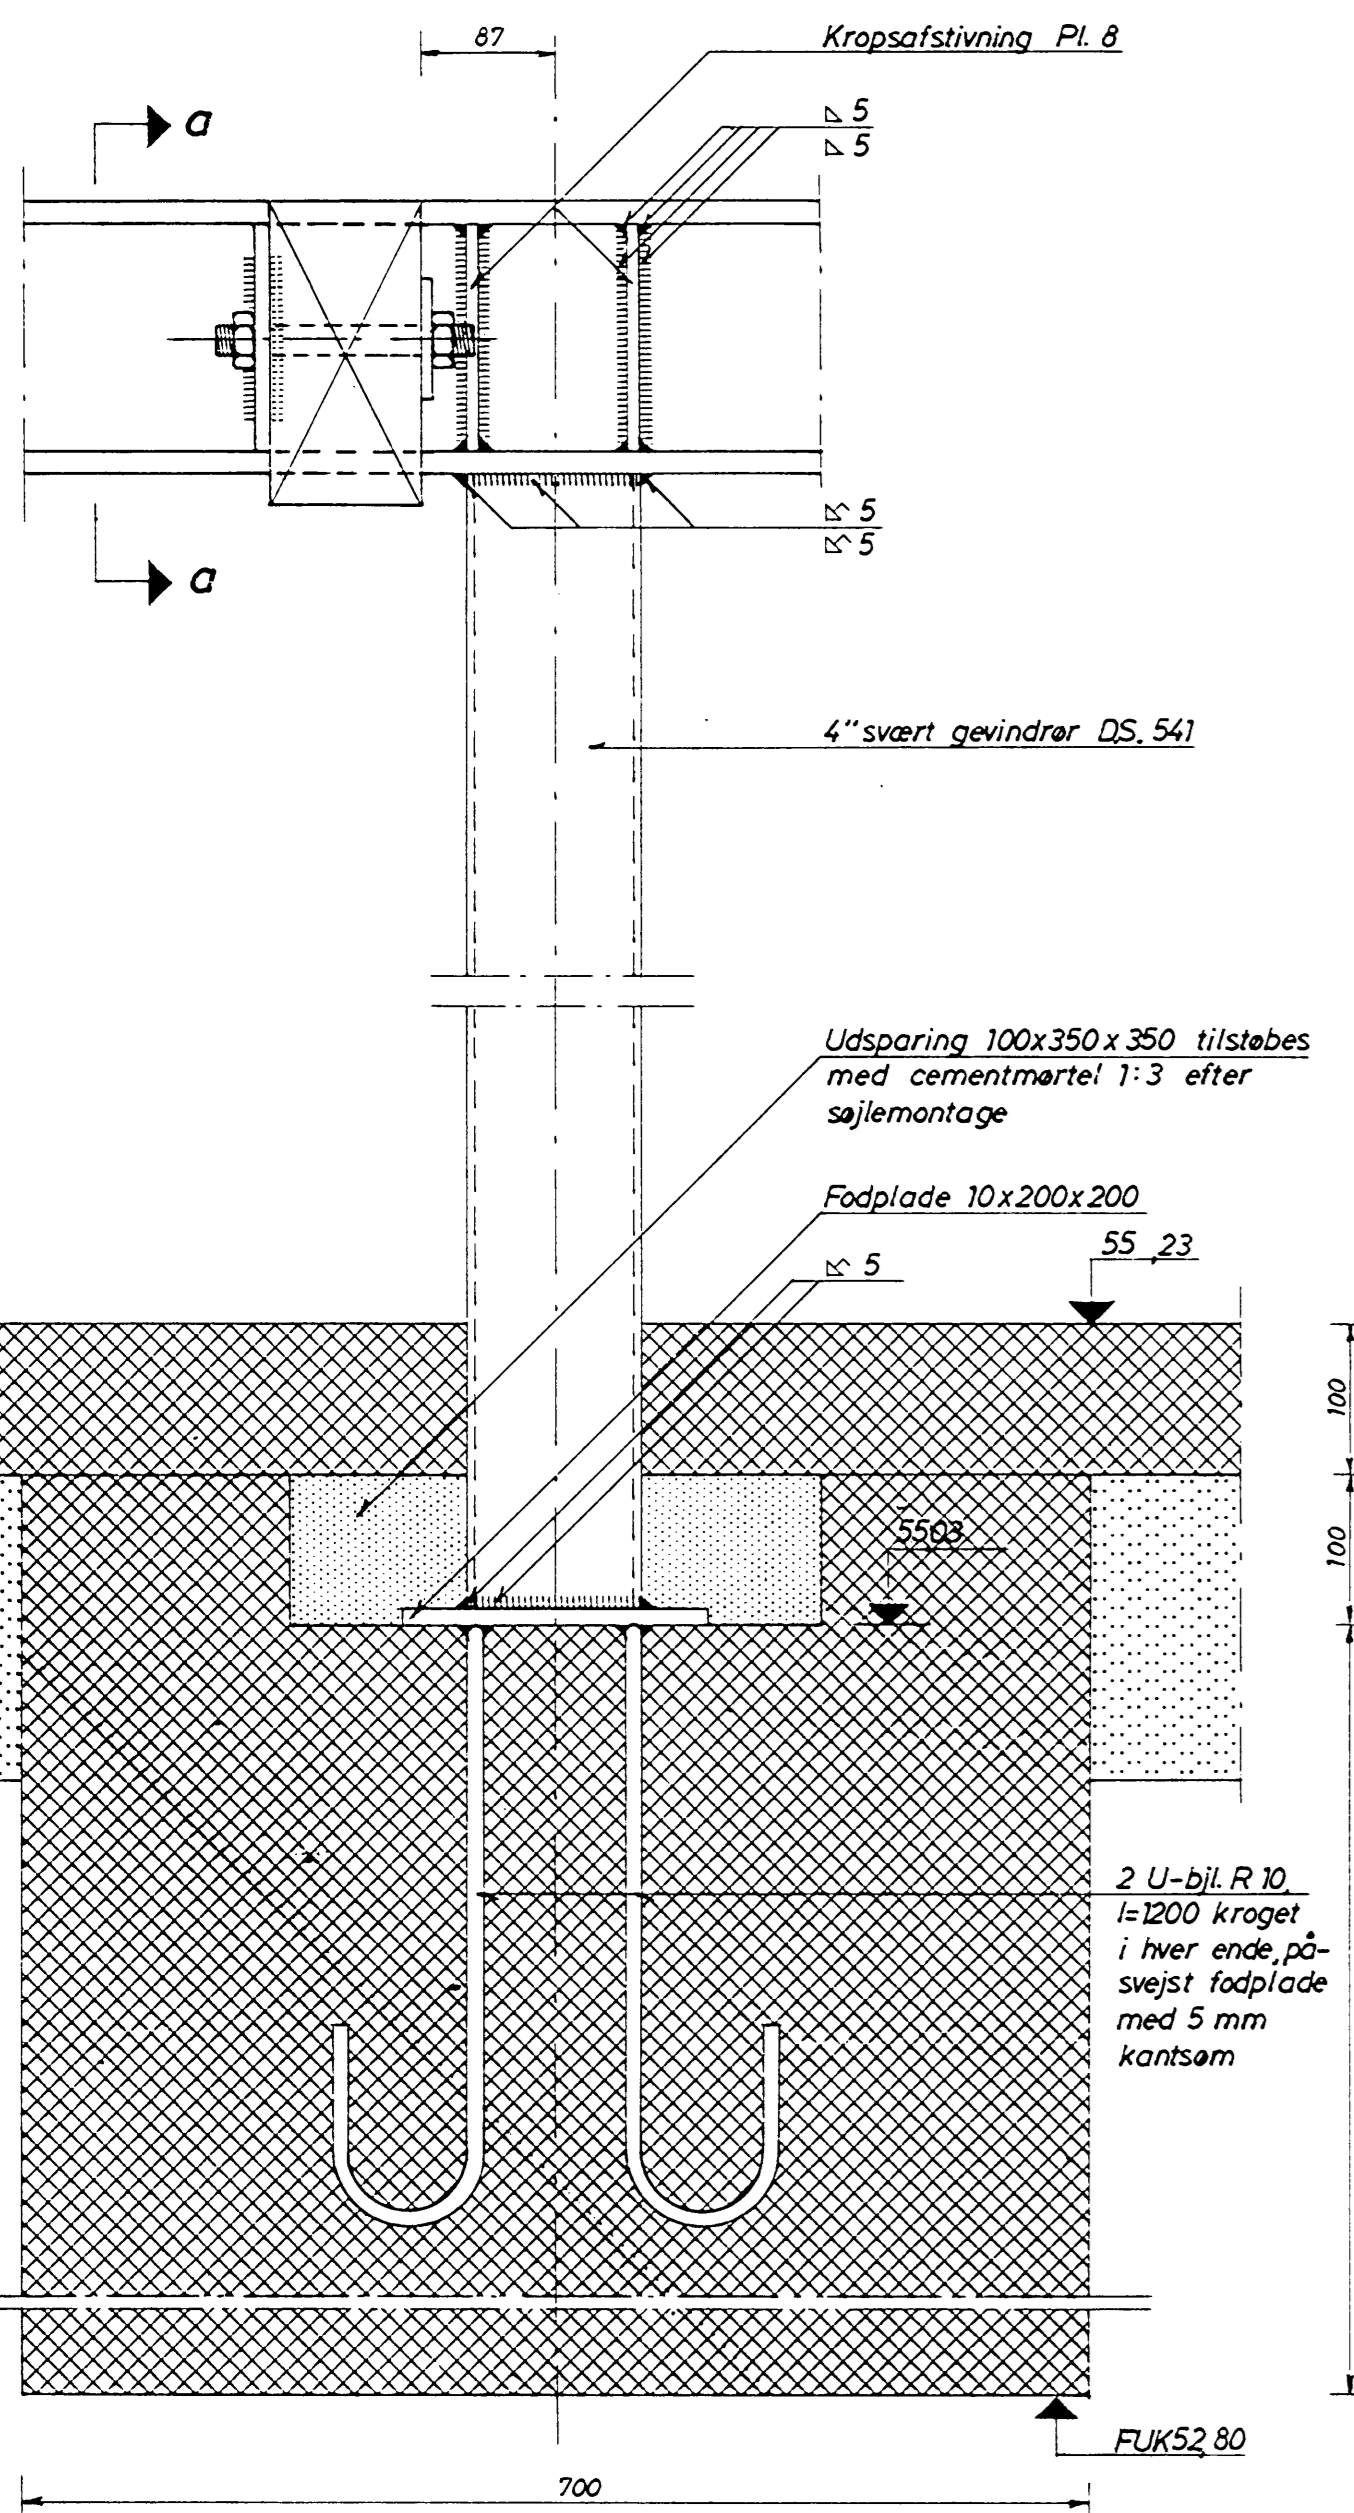 87
Kropsafstivning Pl. 8
a
5
5
5
5
a
4" svært gevindrør DS. 541
Udsparing 100x350x350 tilstøbes
med cementmørtel 1:3 efter
søjlemontage
Fodplade 10x200x200
55,23
5
100
100
5503
2 U-bjl. R 10,
l=1200 kroget
i hver ende, på-
svejst fodplade
med 5 mm
kantsøm
FUK52,80
700